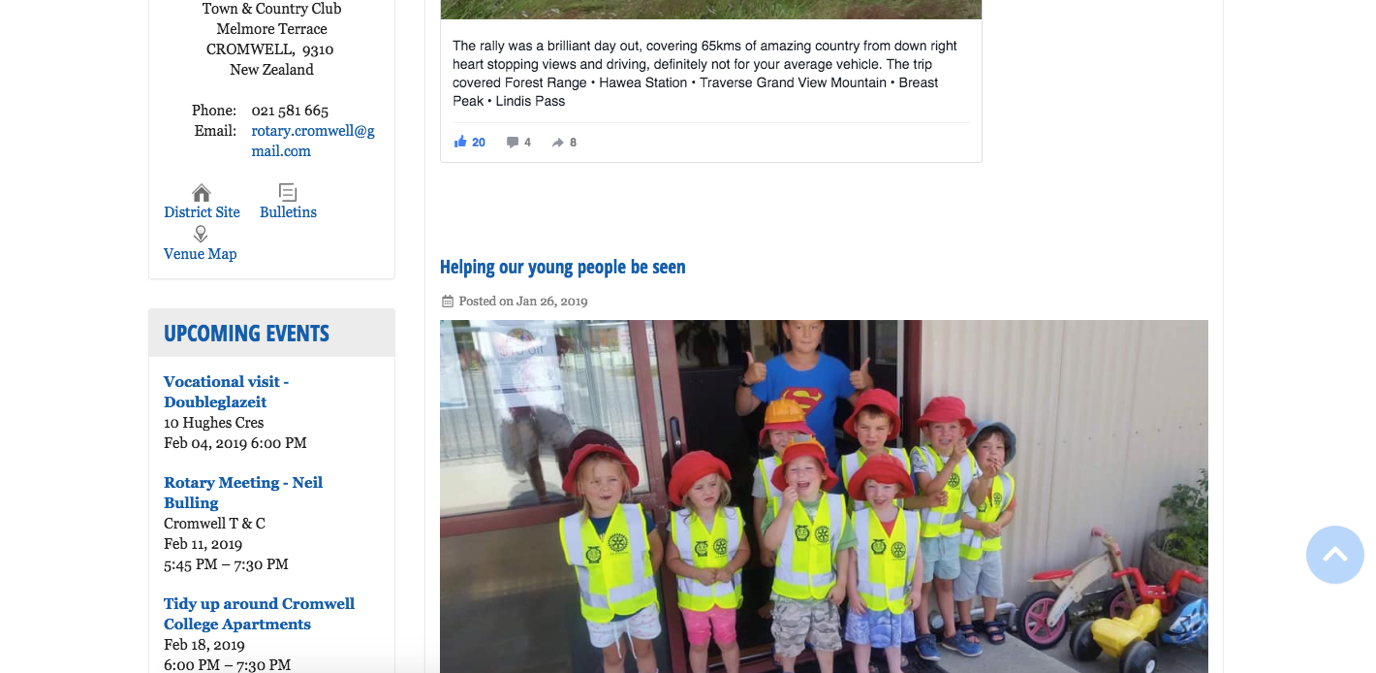 Town & Country Club
Melmore Terrace
CROMWELL, 9310
New Zealand
Phone: 021 581 665
Email: rotary.cromwell@g
mail.com
District Site Bulletins
Venue Map
UPCOMING EVENTS
Vocational visit -
Doubleglazeit
10 Hughes Cres
Feb 04, 2019 6:00 PM
Rotary Meeting - Neil
Bulling
Cromwell T & C
Feb 11, 2019
5:45 PM – 7:30 PM
Tidy up around Cromwell
College Apartments
Feb 18, 2019
6:00 PM – 7:30 PM
The rally was a brilliant day out, covering 65kms of amazing country from down right
heart stopping views and driving, definitely not for your average vehicle. The trip
covered Forest Range • Hawea Station • Traverse Grand View Mountain • Breast
Peak • Lindis Pass
20 4 8
Helping our young people be seen
Posted on Jan 26, 2019